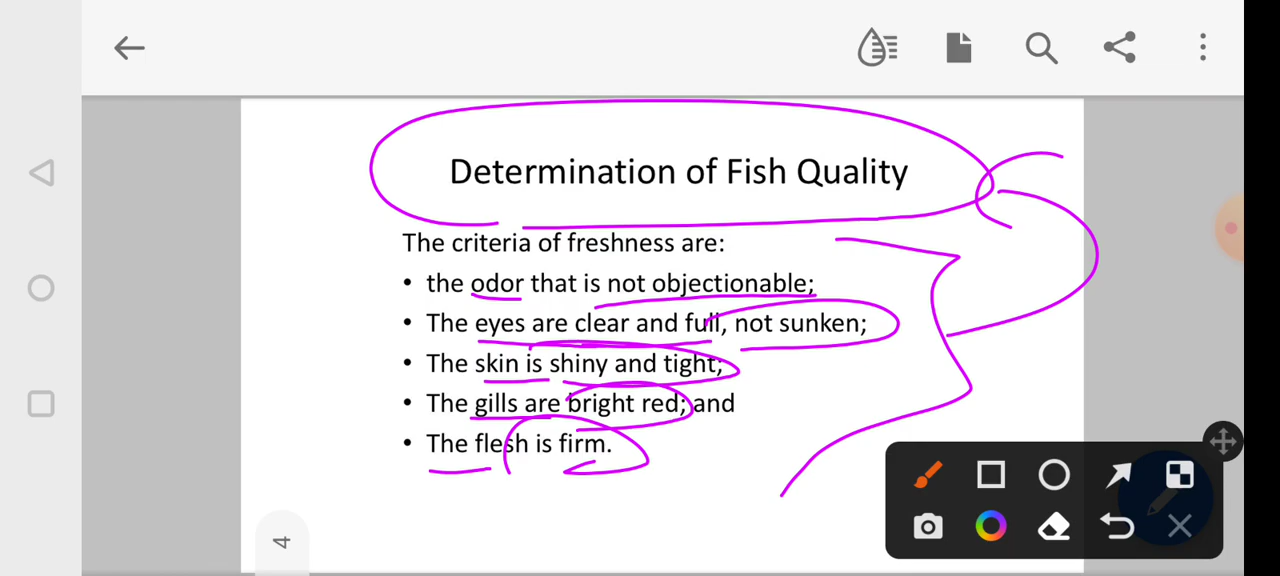 Determination of Fish Quality
The criteria of freshness are:
• the odor that is not objectionable;
• The eyes are clear and full, not sunken;
• The skin is shiny and tight;
• The gills are bright red; and
• The flesh is firm.
4